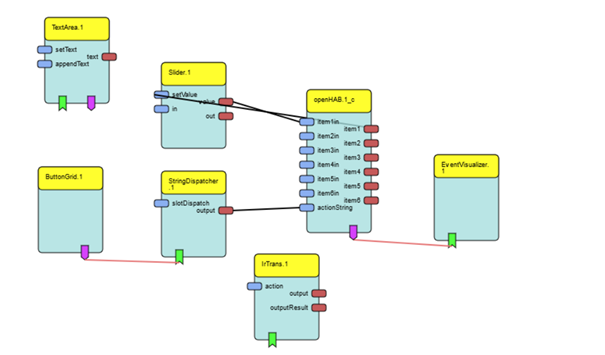 TextArea.1
setText
text
appendText
Slider.1
setValue
value
in
out
openHAB.1_c
item1in
item1
item2in
item2
item3in
item3
item4in
item4
item5in
item5
item6in
item6
actionString
EventVisualizer.
1
ButtonGrid.1
StringDispatcher
.1
slotDispatch
output
IrTrans.1
action
output
outputResult